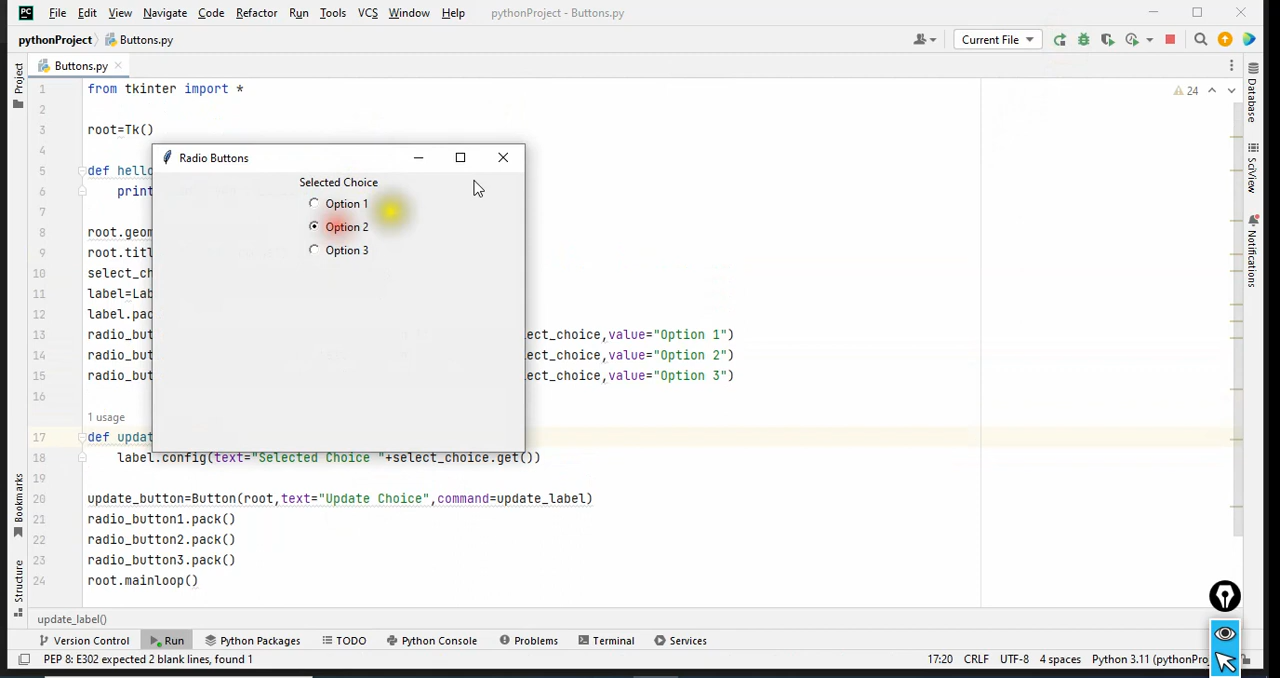 PC File Edit View Navigate Code Refactor Run Tools VCS Window Help pythonProject - Buttons.py
pythonProject Buttons.py Current File
Buttons.py
Project
Database
SciView
Notifications
Bookmarks
Structure
24
1 from tkinter import *
2
3 root=Tk()
4
5 def hello
6 print
7
8 root.geom
9 root.titl
10 select_ch
11 label=Lab
12 label.pac
13 radio_but ect_choice,value="Option 1")
14 radio_but ect_choice,value="Option 2")
15 radio_but ect_choice,value="Option 3")
16
1 usage
17 def updat
18 label.config(text="Selected Choice "+select_choice.get())
19
20 update_button=Button(root,text="Update Choice",command=update_label)
21 radio_button1.pack()
22 radio_button2.pack()
23 radio_button3.pack()
24 root.mainloop()
Radio Buttons
Selected Choice
Option 1
Option 2
Option 3
update_label()
Version Control Run Python Packages TODO Python Console Problems Terminal Services
PEP 8: E302 expected 2 blank lines, found 1 17:20 CRLF UTF-8 4 spaces Python 3.11 (pythonPro